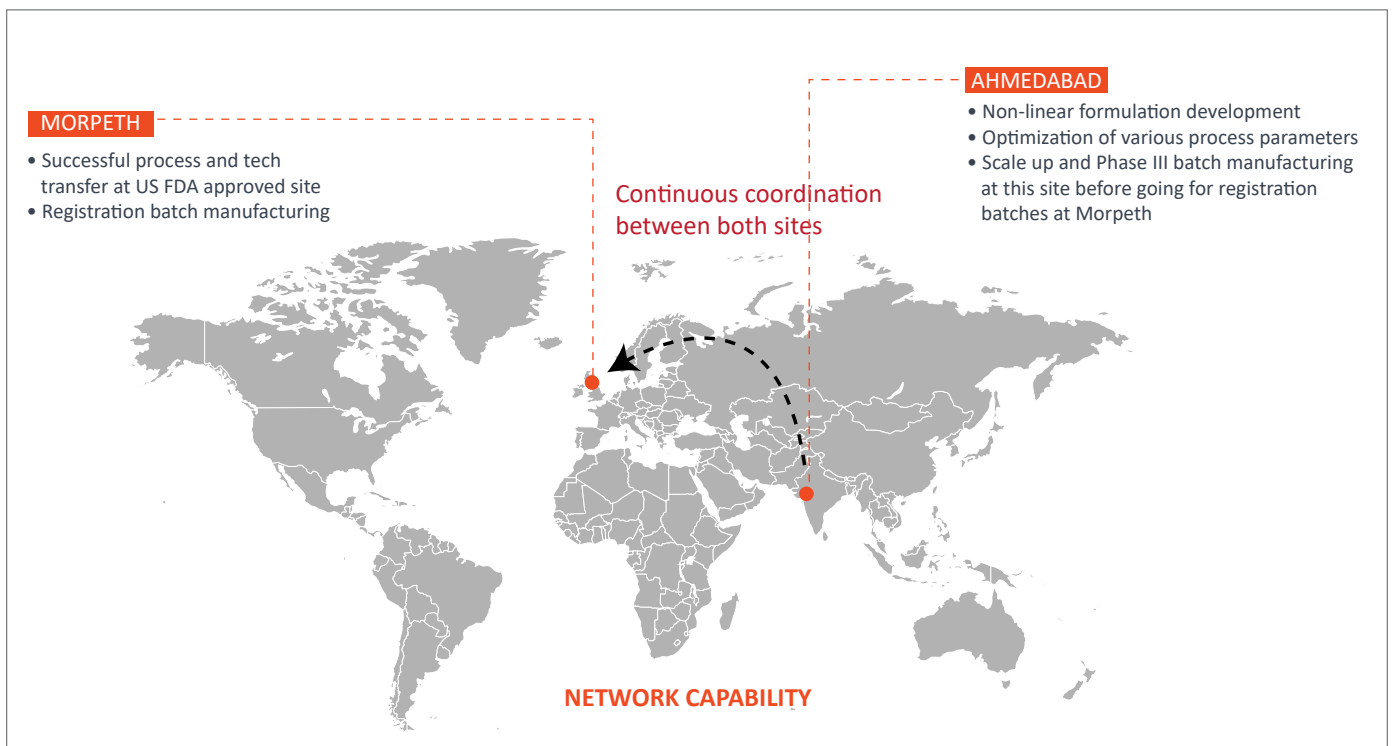 MORPETH
• Successful process and tech
transfer at US FDA approved site
• Registration batch manufacturing
Continuous coordination
between both sites
AHMEDABAD
• Non-linear formulation development
• Optimization of various process parameters
• Scale up and Phase III batch manufacturing
at this site before going for registration
batches at Morpeth
NETWORK CAPABILITY